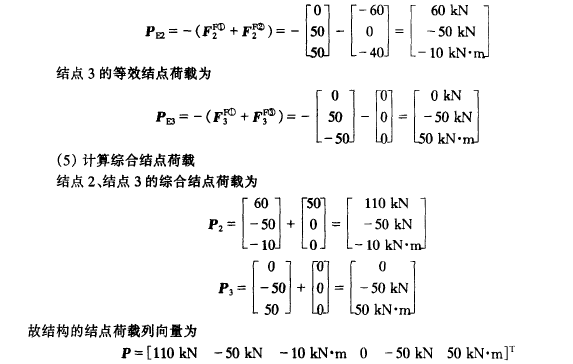 P_E2 = −(F_2^F① + F_2^F②) = −[0 50 50] − [−60 0 −40] = [60 kN −50 kN −10 kN·m]
结点 3 的等效结点荷载为
P_E3 = −(F_3^F① + F_3^F③) = −[0 50 −50] − [0 0 0] = [0 kN −50 kN 50 kN·m]
(5) 计算综合结点荷载
结点 2、结点 3 的综合结点荷载为
P_2 = [60 −50 −10] + [50 0 0] = [110 kN −50 kN −10 kN·m]
P_3 = [0 −50 50] + [0 0 0] = [0 −50 kN 50 kN·m]
故结构的结点荷载列向量为
P = [110 kN −50 kN −10 kN·m 0 −50 kN 50 kN·m]^T